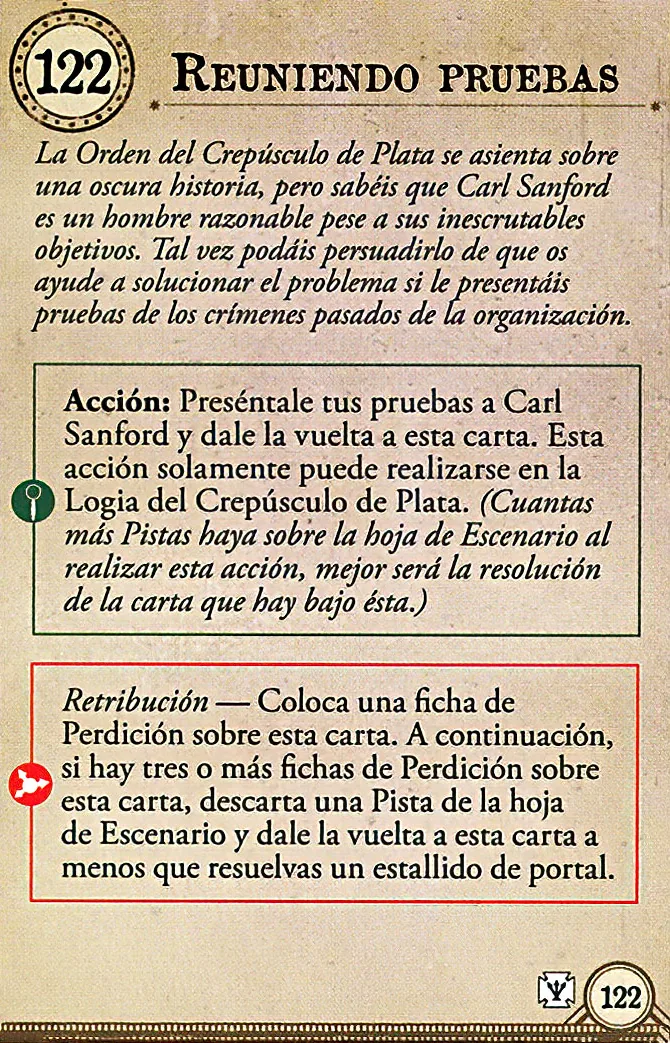 122
REUNIENDO PRUEBAS
La Orden del Crepúsculo de Plata se asienta sobre
una oscura historia, pero sabéis que Carl Sanford
es un hombre razonable pese a sus inescrutables
objetivos. Tal vez podáis persuadirlo de que os
ayude a solucionar el problema si le presentáis
pruebas de los crímenes pasados de la organización.
Acción: Preséntale tus pruebas a Carl
Sanford y dale la vuelta a esta carta. Esta
acción solamente puede realizarse en la
Logia del Crepúsculo de Plata. (Cuantas
más Pistas haya sobre la hoja de Escenario al
realizar esta acción, mejor será la resolución
de la carta que hay bajo ésta.)
Retribución — Coloca una ficha de
Perdición sobre esta carta. A continuación,
si hay tres o más fichas de Perdición sobre
esta carta, descarta una Pista de la hoja
de Escenario y dale la vuelta a esta carta a
menos que resuelvas un estallido de portal.
122